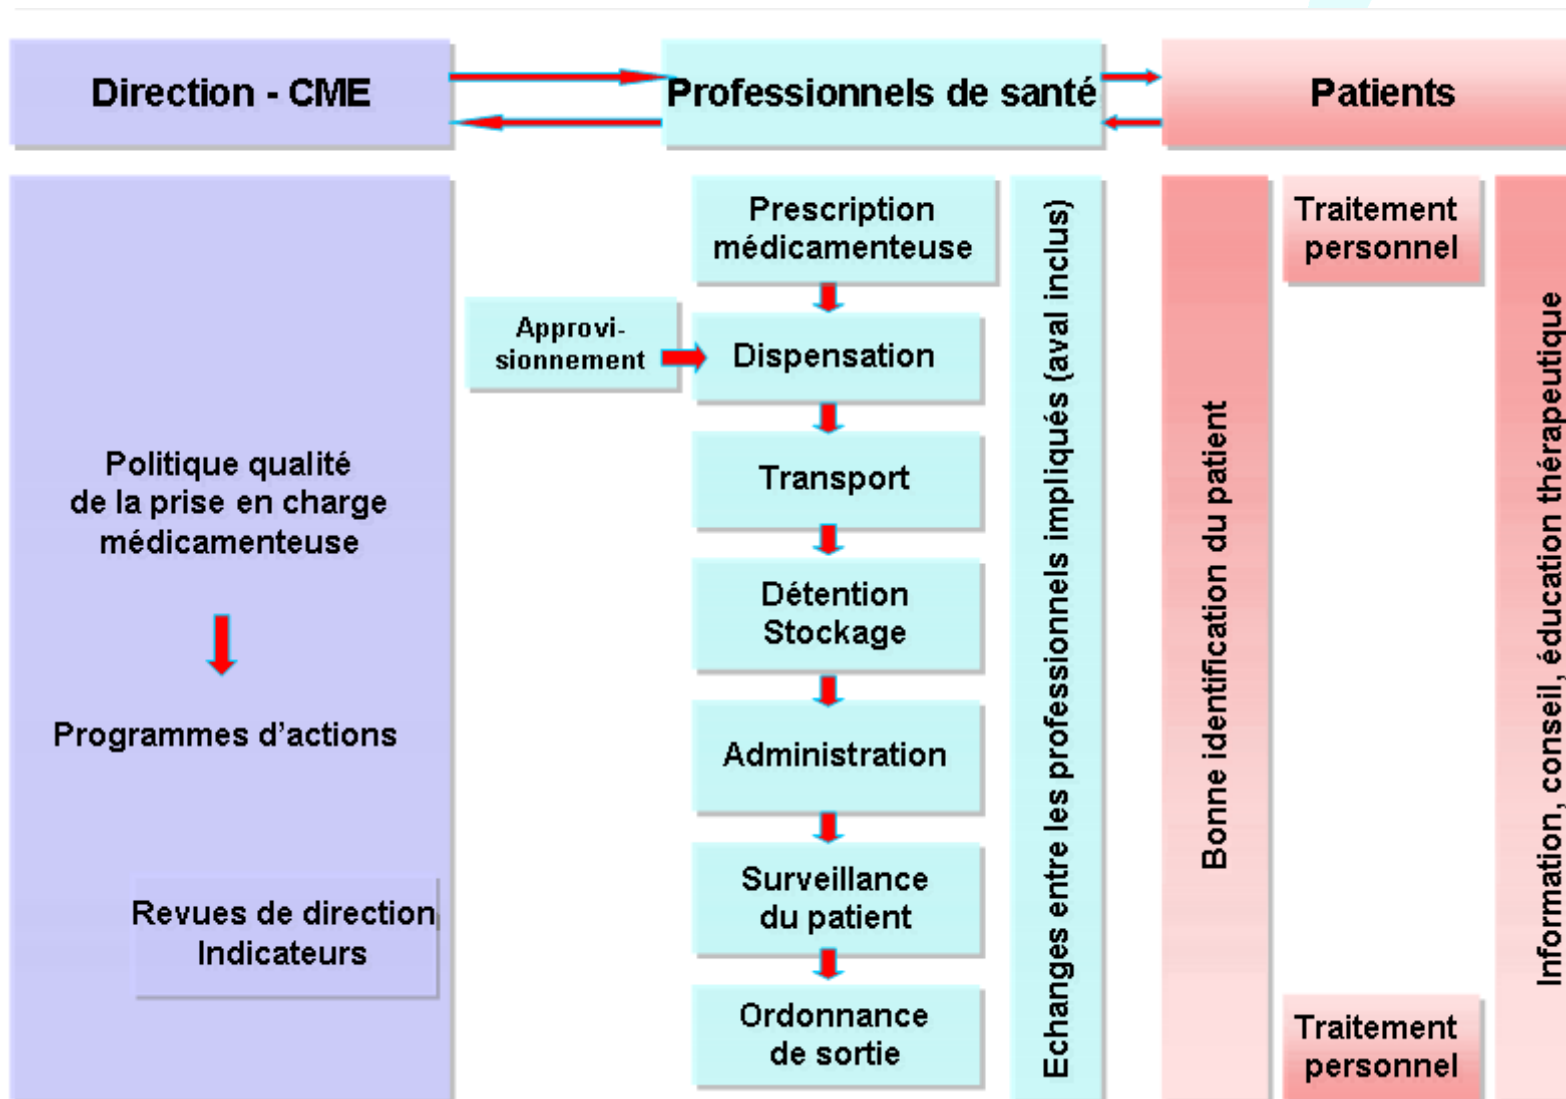 Direction - CME
Professionnels de santé
Patients
Politique qualité
de la prise en charge
médicamenteuse
Programmes d'actions
Revues de direction
Indicateurs
Approvi-
sionnement
Prescription
médicamenteuse
Dispensation
Transport
Détention
Stockage
Administration
Surveillance
du patient
Ordonnance
de sortie
Echanges entre les professionnels impliqués (aval inclus)
Bonne identification du patient
Traitement
personnel
Traitement
personnel
Information, conseil, éducation thérapeutique